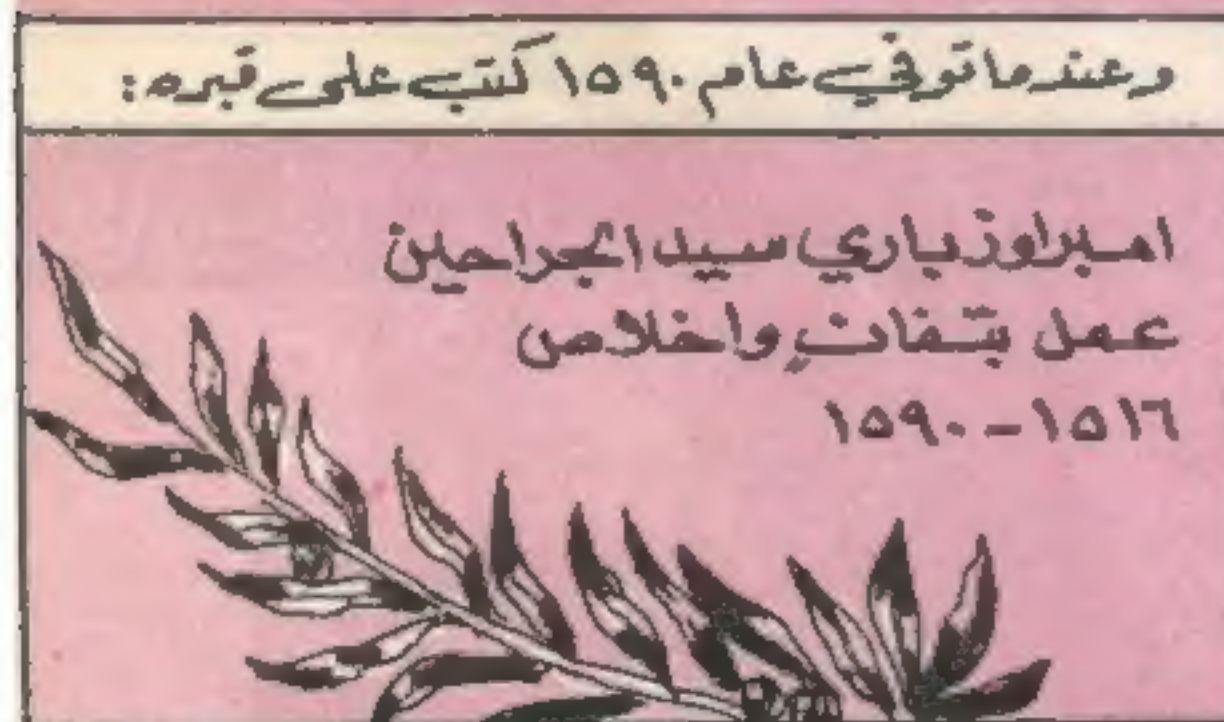 وعندما توفي عام ١٥٩٠ كتب على قبره:
امبراوز باري سيد الجراحين
عمل بتفانٍ واخلاص
١٥١٦-١٥٩٠